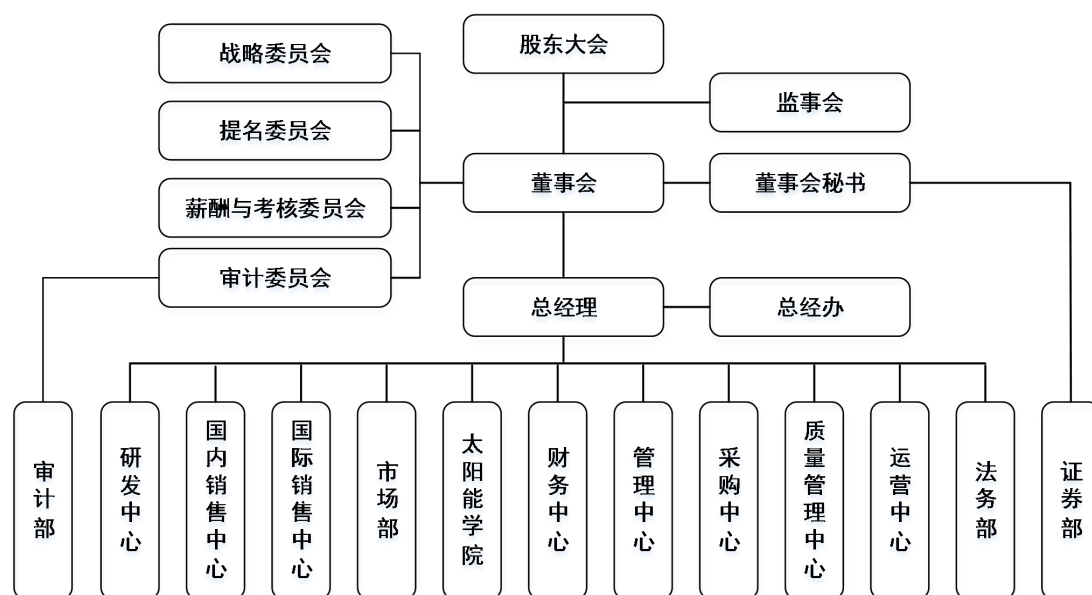 股东大会
战略委员会
监事会
提名委员会
董事会
董事会秘书
薪酬与考核委员会
审计委员会
总经理
总经办
审计部
研发中心
国内销售中心
国际销售中心
市场部
太阳能学院
财务中心
管理中心
采购中心
质量管理中心
运营中心
法务部
证券部